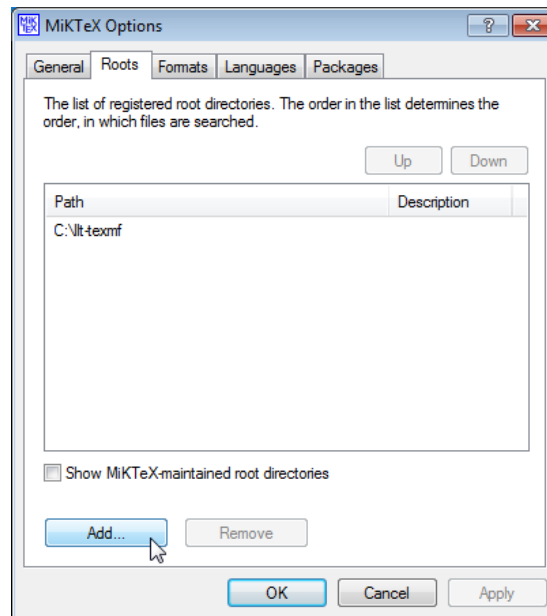 MiKTeX Options
General Roots Formats Languages Packages
The list of registered root directories. The order in the list determines the
order, in which files are searched.
Up Down
Path Description
C:\llt-texmf
Show MiKTeX-maintained root directories
Add... Remove
OK Cancel Apply